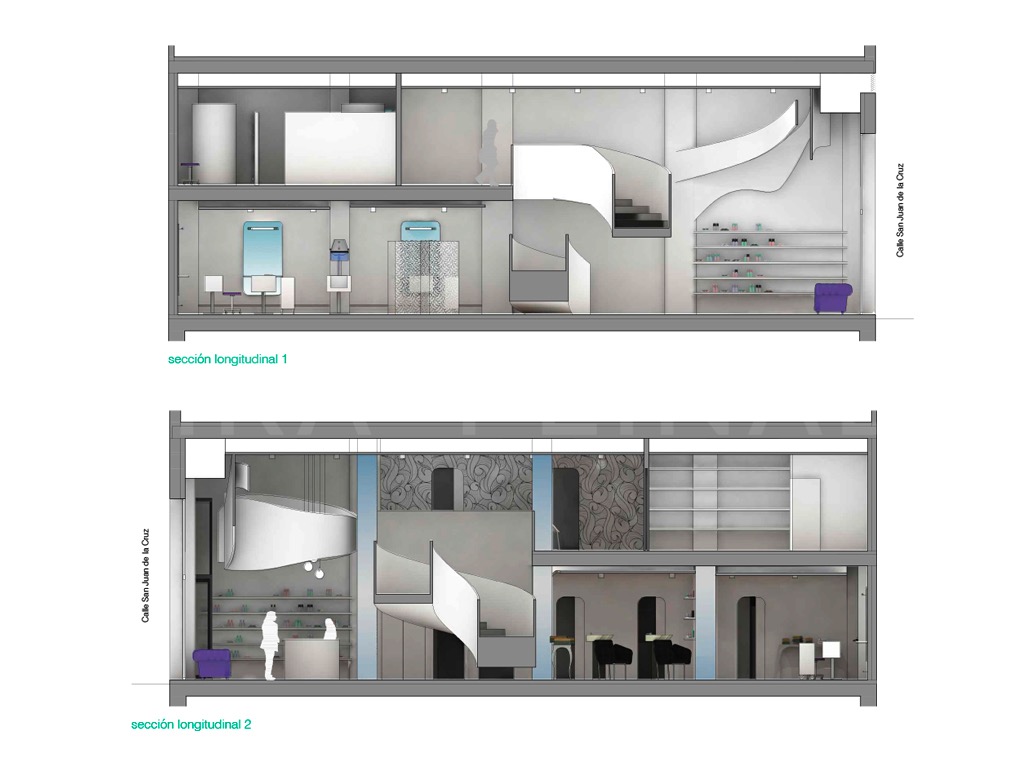 Calle San Juan de la Cruz
sección longitudinal 1
Calle San Juan de la Cruz
sección longitudinal 2